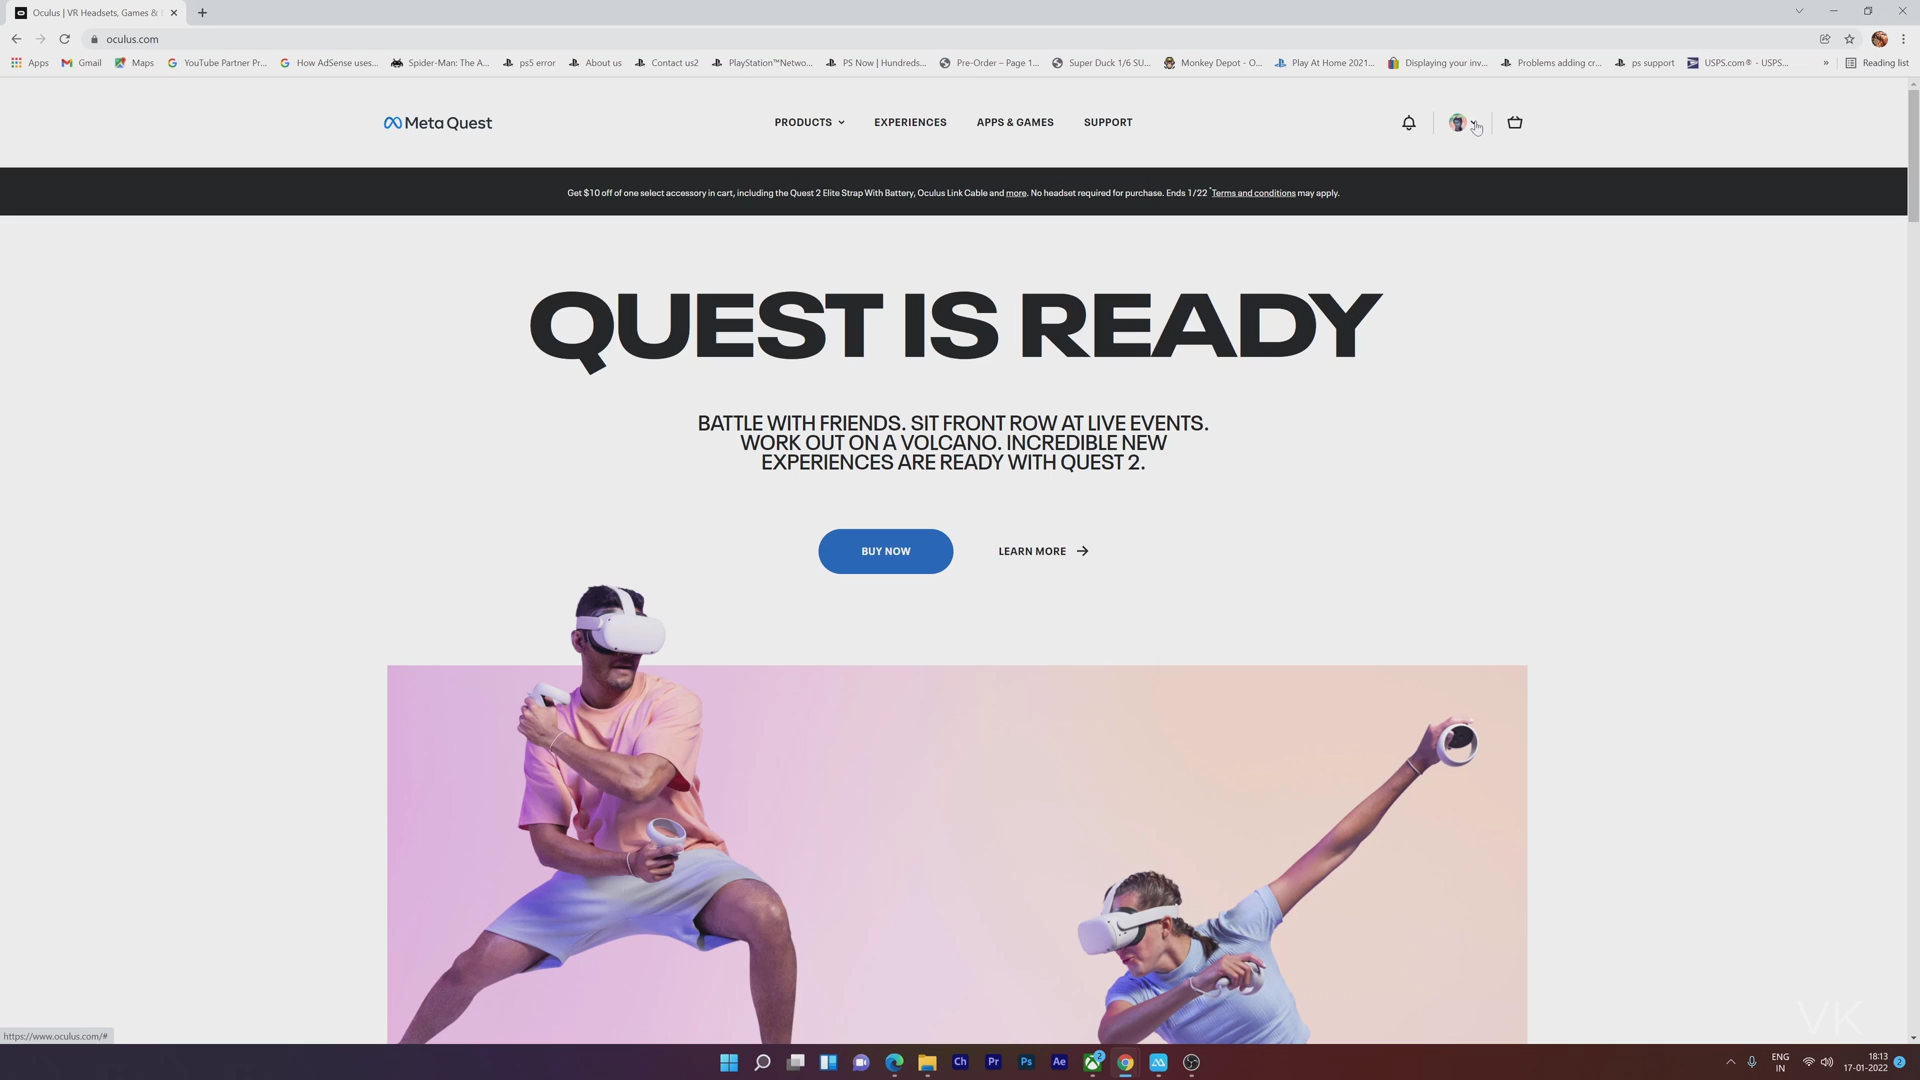 Oculus | VR Headsets, Games &
oculus.com
Apps
Gmail
Maps
YouTube Partner Pr...
How AdSense uses...
Spider-Man: The A...
ps5 error
About us
Contact us2
PlayStation™Netwo...
PS Now | Hundreds...
Pre-Order – Page 1...
Super Duck 1/6 SU...
Monkey Depot - O...
Play At Home 2021...
Displaying your inv...
Problems adding cr...
ps support
USPS.com® - USPS...
»
Reading list
Meta Quest
PRODUCTS
EXPERIENCES
APPS & GAMES
SUPPORT
Get $10 off of one select accessory in cart, including the Quest 2 Elite Strap With Battery, Oculus Link Cable and more. No headset required for purchase. Ends 1/22 *Terms and conditions may apply.
QUEST IS READY
BATTLE WITH FRIENDS. SIT FRONT ROW AT LIVE EVENTS.
WORK OUT ON A VOLCANO. INCREDIBLE NEW
EXPERIENCES ARE READY WITH QUEST 2.
BUY NOW
LEARN MORE
VK
https://www.oculus.com/#
Ch
Pr
Ps
Ae
2
ENG
IN
18:13
17-01-2022
2